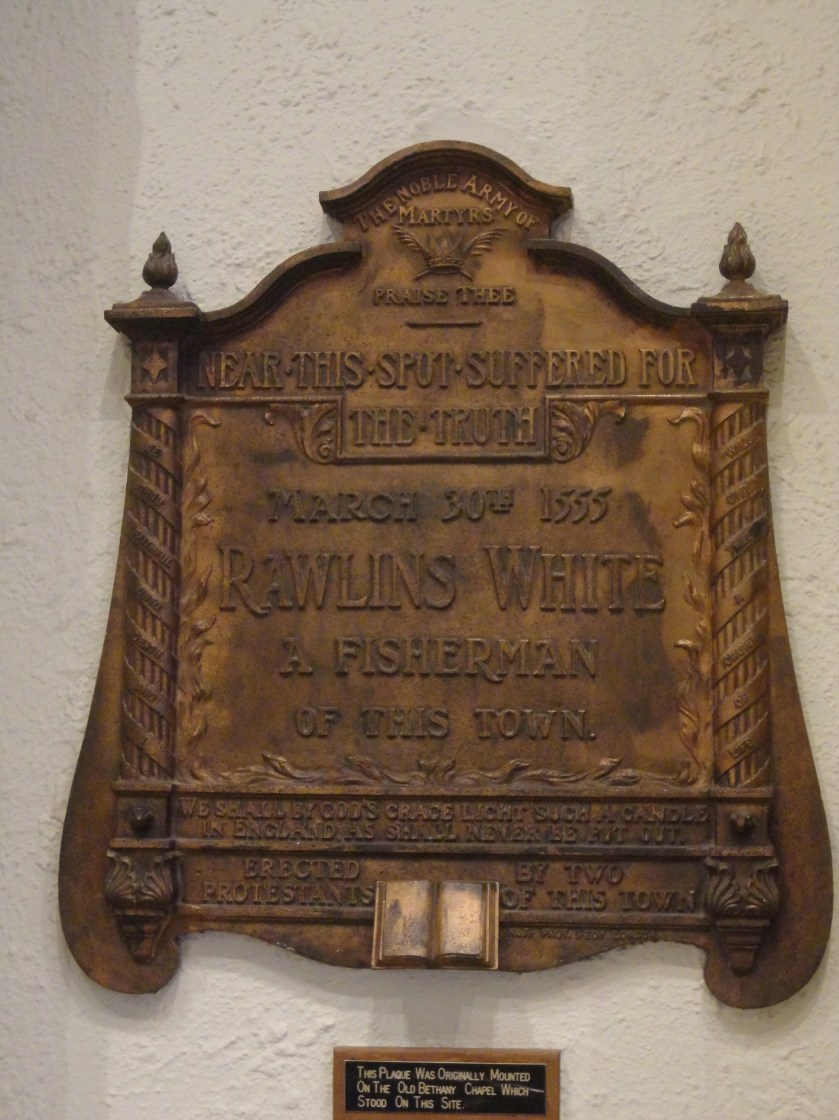 THE NOBLE ARMY OF
MARTYRS
PRAISE THEE
NEAR·THIS·SPOT·SUFFERED FOR
THE·TRUTH
MARCH 30TH 1555
RAWLINS WHITE
A FISHERMAN
OF THIS TOWN.
WE SHALL BY GOD'S GRACE LIGHT SUCH A CANDLE
IN ENGLAND, AS SHALL NEVER BE PUT OUT.
ERECTED BY TWO
PROTESTANTS OF THIS TOWN
THIS PLAQUE WAS ORIGINALLY MOUNTED
ON THE OLD BETHANY CHAPEL WHICH
STOOD ON THIS SITE.